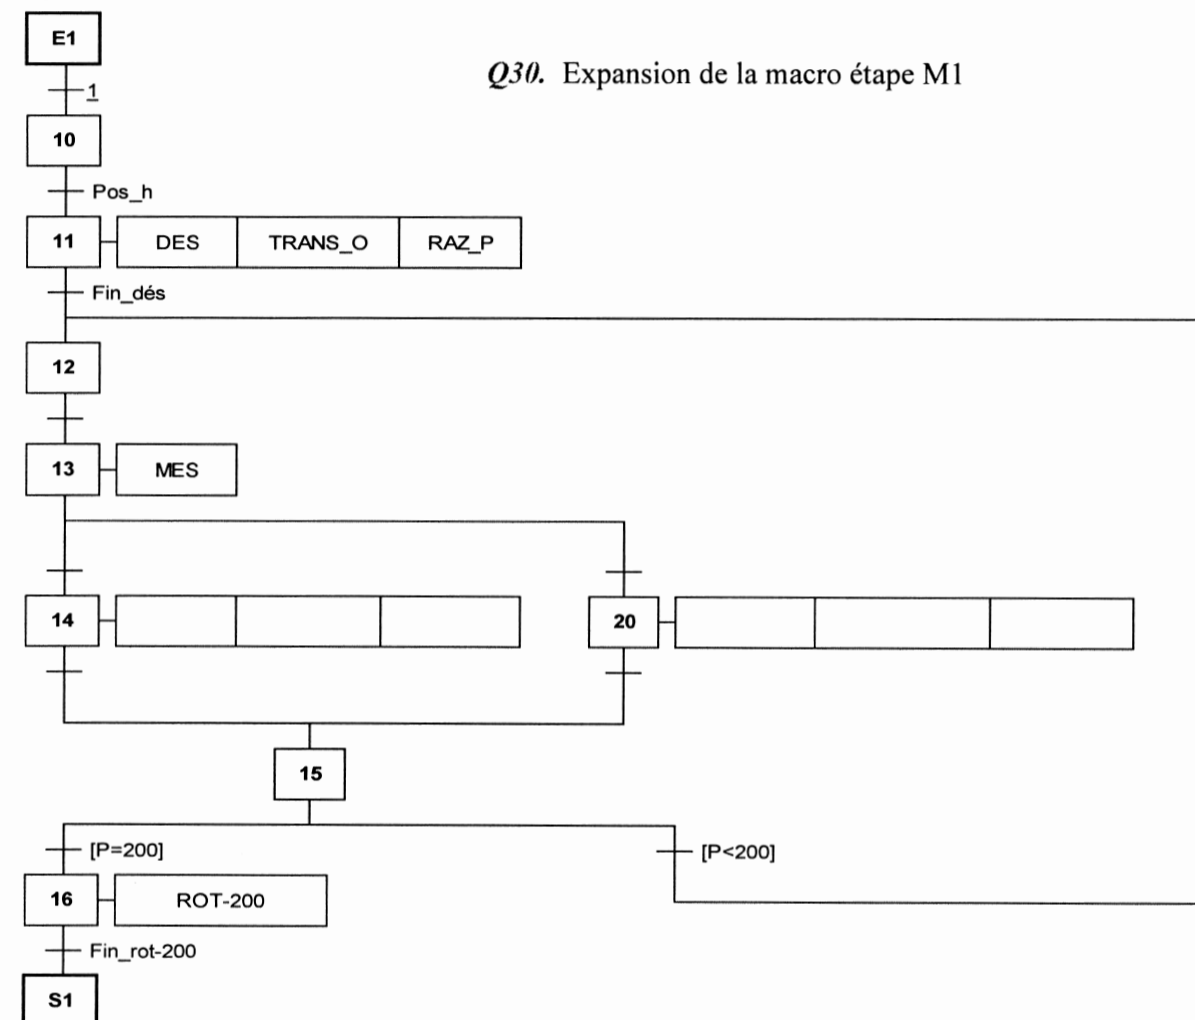 E1
Q30. Expansion de la macro étape M1
1
10
Pos_h
11 DES TRANS_O RAZ_P
Fin_dés
12
13 MES
14 20
15
[P=200] [P<200]
16 ROT-200
Fin_rot-200
S1